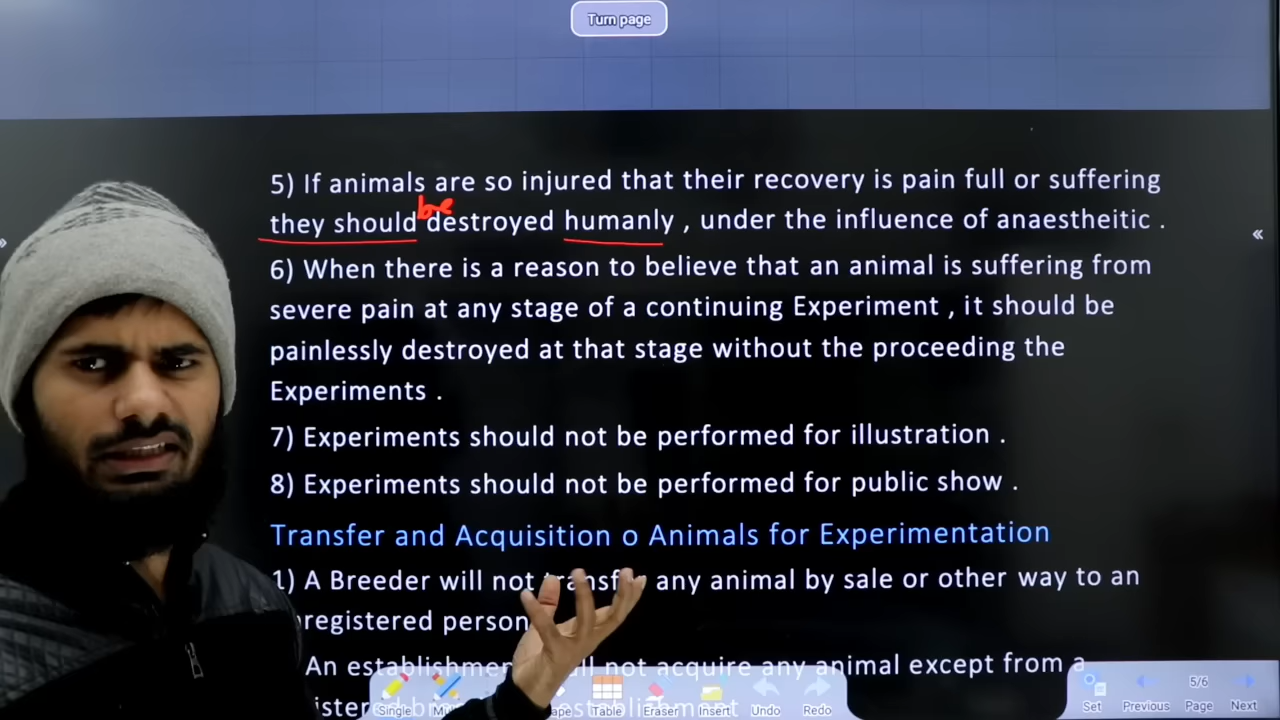 Turn page
5) If animals are so injured that their recovery is pain full or suffering
be
they should destroyed humanly , under the influence of anaestheitic .
6) When there is a reason to believe that an animal is suffering from
severe pain at any stage of a continuing Experiment , it should be
painlessly destroyed at that stage without the proceeding the
Experiments .
7) Experiments should not be performed for illustration .
8) Experiments should not be performed for public show .
Transfer and Acquisition o Animals for Experimentation
1) A Breeder will not any animal by sale or other way to an
registered person
An not acquire any animal except from a
establishment
Single Table Eraser Insert Undo Redo
5/6
Set Previous Page Next